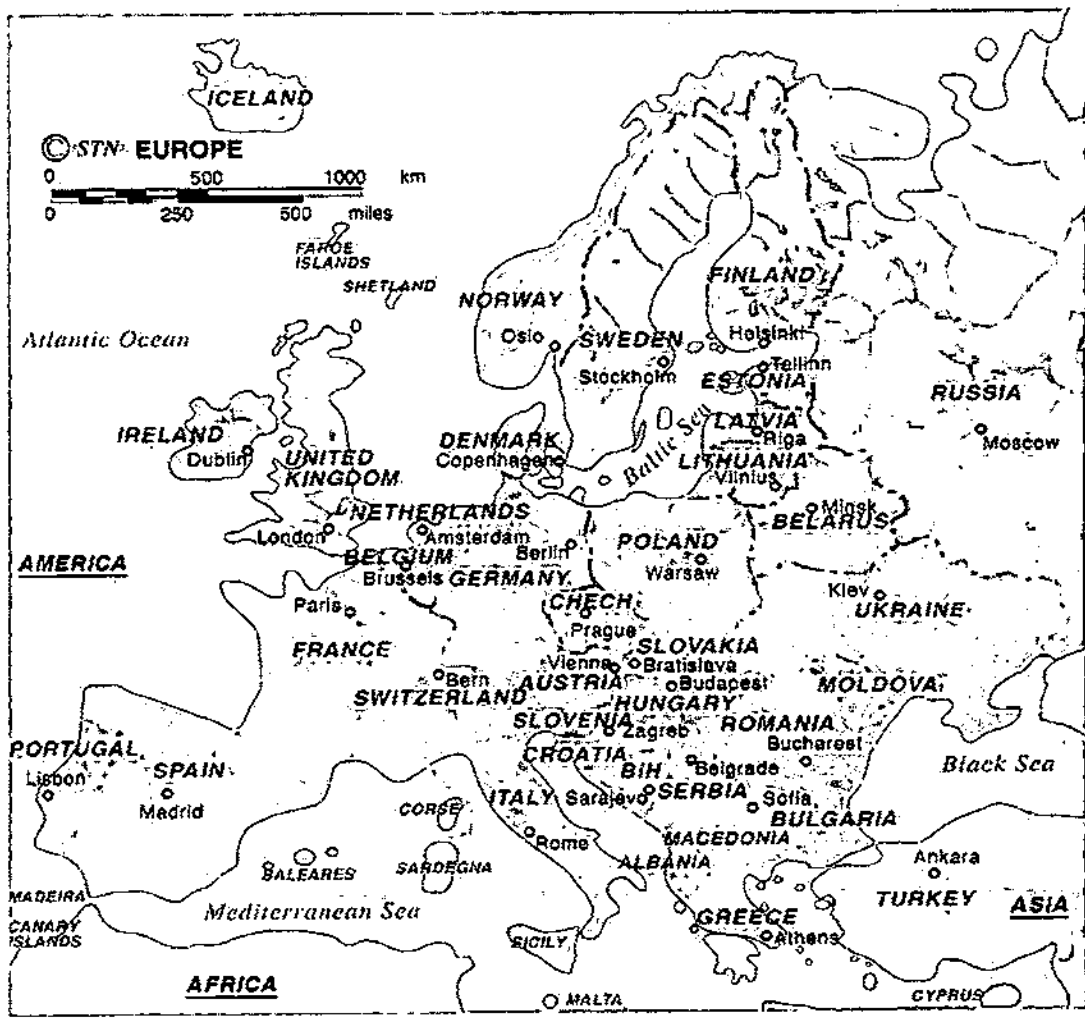 ICELAND
© STN EUROPE
0 500 1000 km
0 250 500 miles
FAROE
ISLANDS
SHETLAND
Atlantic Ocean
NORWAY
Oslo
SWEDEN
Stockholm
FINLAND
Helsinki
Tellinn
ESTONIA
RUSSIA
Moscow
LATVIA
Riga
LITHUANIA
Vilnius
Baltic Sea
DENMARK
Copenhagen
IRELAND
Dublin
UNITED
KINGDOM
London
NETHERLANDS
Amsterdam
BELGIUM
Brussels
GERMANY
Berlin
POLAND
Warsaw
Minsk
BELARUS
AMERICA
Kiev
UKRAINE
Paris
FRANCE
CHECH
Prague
SLOVAKIA
Bratislava
Vienna
AUSTRIA
Budapest
HUNGARY
Bern
SWITZERLAND
MOLDOVA
SLOVENIA
Zagreb
ROMANIA
Bucharest
CROATIA
BiH
Belgrade
Sarajevo
SERBIA
Sofia
BULGARIA
Black Sea
PORTUGAL
Lisbon
SPAIN
Madrid
CORSE
ITALY
Rome
SARDEGNA
BALEARES
MACEDONIA
ALBANIA
Ankara
TURKEY
ASIA
MADEIRA
CANARY
ISLANDS
Mediterranean Sea
GREECE
Athens
SICILY
AFRICA
MALTA
CYPRUS